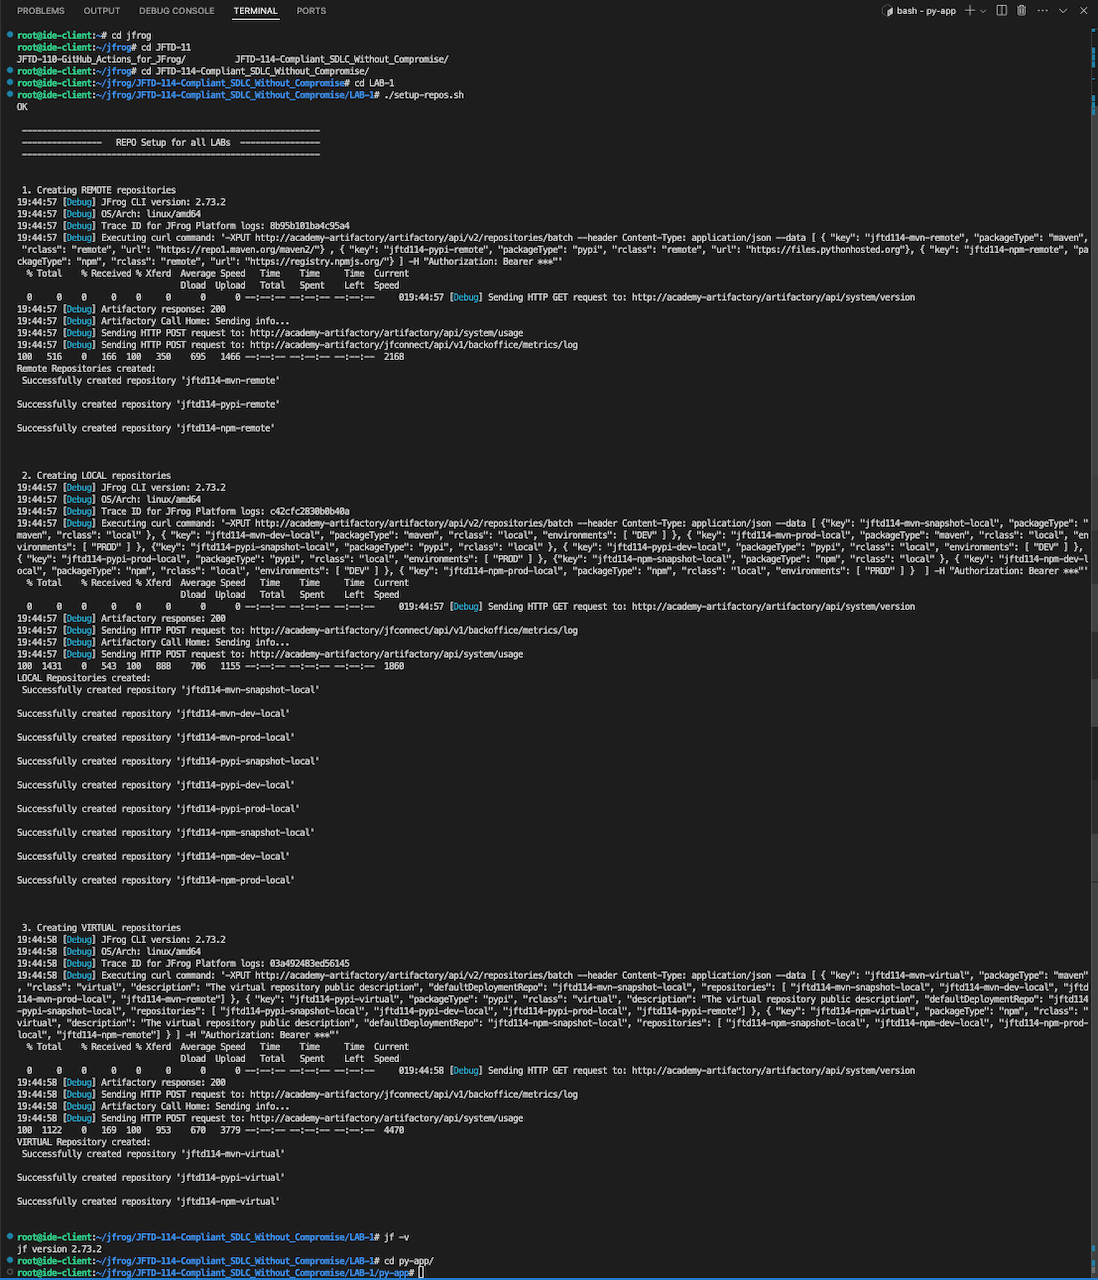 PROBLEMS OUTPUT DEBUG CONSOLE TERMINAL PORTS bash - py-app
root@ide-client:~# cd jfrog
root@ide-client:~/jfrog# cd JFTD-11
JFTD-110-GitHub_Actions_for_JFrog/ JFTD-114-Compliant_SDLC_Without_Compromise/
root@ide-client:~/jfrog# cd JFTD-114-Compliant_SDLC_Without_Compromise/
root@ide-client:~/jfrog/JFTD-114-Compliant_SDLC_Without_Compromise# cd LAB-1
root@ide-client:~/jfrog/JFTD-114-Compliant_SDLC_Without_Compromise/LAB-1# ./setup-repos.sh
OK
------------------------------------------------------------
---------------- REPO Setup for all LABs ----------------
------------------------------------------------------------
1. Creating REMOTE repositories
19:44:57 [Debug] JFrog CLI version: 2.73.2
19:44:57 [Debug] OS/Arch: linux/amd64
19:44:57 [Debug] Trace ID for JFrog Platform logs: 8b95b101ba4c95a4
19:44:57 [Debug] Executing curl command: '-XPUT http://academy-artifactory/artifactory/api/v2/repositories/batch --header Content-Type: application/json --data [ { "key": "jftd114-mvn-remote", "packageType": "maven",
"rclass": "remote", "url": "https://repo1.maven.org/maven2/"} , { "key": "jftd114-pypi-remote", "packageType": "pypi", "rclass": "remote", "url": "https://files.pythonhosted.org"}, { "key": "jftd114-npm-remote", "pa
ckageType": "npm", "rclass": "remote", "url": "https://registry.npmjs.org/"} ] -H "Authorization: Bearer ***"'
% Total % Received % Xferd Average Speed Time Time Time Current
Dload Upload Total Spent Left Speed
0 0 0 0 0 0 0 0 --:--:-- --:--:-- --:--:-- 019:44:57 [Debug] Sending HTTP GET request to: http://academy-artifactory/artifactory/api/system/version
19:44:57 [Debug] Artifactory response: 200
19:44:57 [Debug] Artifactory Call Home: Sending info...
19:44:57 [Debug] Sending HTTP POST request to: http://academy-artifactory/artifactory/api/system/usage
19:44:57 [Debug] Sending HTTP POST request to: http://academy-artifactory/jfconnect/api/v1/backoffice/metrics/log
100 516 0 166 100 350 695 1466 --:--:-- --:--:-- --:--:-- 2168
Remote Repositories created:
Successfully created repository 'jftd114-mvn-remote'
Successfully created repository 'jftd114-pypi-remote'
Successfully created repository 'jftd114-npm-remote'
2. Creating LOCAL repositories
19:44:57 [Debug] JFrog CLI version: 2.73.2
19:44:57 [Debug] OS/Arch: linux/amd64
19:44:57 [Debug] Trace ID for JFrog Platform logs: c42cfc2830b0b40a
19:44:57 [Debug] Executing curl command: '-XPUT http://academy-artifactory/artifactory/api/v2/repositories/batch --header Content-Type: application/json --data [ {"key": "jftd114-mvn-snapshot-local", "packageType": "
maven", "rclass": "local" }, { "key": "jftd114-mvn-dev-local", "packageType": "maven", "rclass": "local", "environments": [ "DEV" ] }, { "key": "jftd114-mvn-prod-local", "packageType": "maven", "rclass": "local", "en
vironments": [ "PROD" ] }, {"key": "jftd114-pypi-snapshot-local", "packageType": "pypi", "rclass": "local" }, { "key": "jftd114-pypi-dev-local", "packageType": "pypi", "rclass": "local", "environments": [ "DEV" ] },
{ "key": "jftd114-pypi-prod-local", "packageType": "pypi", "rclass": "local", "environments": [ "PROD" ] }, {"key": "jftd114-npm-snapshot-local", "packageType": "npm", "rclass": "local" }, { "key": "jftd114-npm-dev-l
ocal", "packageType": "npm", "rclass": "local", "environments": [ "DEV" ] }, { "key": "jftd114-npm-prod-local", "packageType": "npm", "rclass": "local", "environments": [ "PROD" ] } ] -H "Authorization: Bearer ***"'
% Total % Received % Xferd Average Speed Time Time Time Current
Dload Upload Total Spent Left Speed
0 0 0 0 0 0 0 0 --:--:-- --:--:-- --:--:-- 019:44:57 [Debug] Sending HTTP GET request to: http://academy-artifactory/artifactory/api/system/version
19:44:57 [Debug] Artifactory response: 200
19:44:57 [Debug] Sending HTTP POST request to: http://academy-artifactory/jfconnect/api/v1/backoffice/metrics/log
19:44:57 [Debug] Artifactory Call Home: Sending info...
19:44:57 [Debug] Sending HTTP POST request to: http://academy-artifactory/artifactory/api/system/usage
100 1431 0 543 100 888 706 1155 --:--:-- --:--:-- --:--:-- 1860
LOCAL Repositories created:
Successfully created repository 'jftd114-mvn-snapshot-local'
Successfully created repository 'jftd114-mvn-dev-local'
Successfully created repository 'jftd114-mvn-prod-local'
Successfully created repository 'jftd114-pypi-snapshot-local'
Successfully created repository 'jftd114-pypi-dev-local'
Successfully created repository 'jftd114-pypi-prod-local'
Successfully created repository 'jftd114-npm-snapshot-local'
Successfully created repository 'jftd114-npm-dev-local'
Successfully created repository 'jftd114-npm-prod-local'
3. Creating VIRTUAL repositories
19:44:58 [Debug] JFrog CLI version: 2.73.2
19:44:58 [Debug] OS/Arch: linux/amd64
19:44:58 [Debug] Trace ID for JFrog Platform logs: 03a492483ed56145
19:44:58 [Debug] Executing curl command: '-XPUT http://academy-artifactory/artifactory/api/v2/repositories/batch --header Content-Type: application/json --data [ { "key": "jftd114-mvn-virtual", "packageType": "maven"
, "rclass": "virtual", "description": "The virtual repository public description", "defaultDeploymentRepo": "jftd114-mvn-snapshot-local", "repositories": [ "jftd114-mvn-snapshot-local", "jftd114-mvn-dev-local", "jftd
114-mvn-prod-local", "jftd114-mvn-remote"] }, { "key": "jftd114-pypi-virtual", "packageType": "pypi", "rclass": "virtual", "description": "The virtual repository public description", "defaultDeploymentRepo": "jftd114
-pypi-snapshot-local", "repositories": [ "jftd114-pypi-snapshot-local", "jftd114-pypi-dev-local", "jftd114-pypi-prod-local", "jftd114-pypi-remote"] }, { "key": "jftd114-npm-virtual", "packageType": "npm", "rclass": "
virtual", "description": "The virtual repository public description", "defaultDeploymentRepo": "jftd114-npm-snapshot-local", "repositories": [ "jftd114-npm-snapshot-local", "jftd114-npm-dev-local", "jftd114-npm-prod-
local", "jftd114-npm-remote"] } ] -H "Authorization: Bearer ***"'
% Total % Received % Xferd Average Speed Time Time Time Current
Dload Upload Total Spent Left Speed
0 0 0 0 0 0 0 0 --:--:-- --:--:-- --:--:-- 019:44:58 [Debug] Sending HTTP GET request to: http://academy-artifactory/artifactory/api/system/version
19:44:58 [Debug] Artifactory response: 200
19:44:58 [Debug] Sending HTTP POST request to: http://academy-artifactory/jfconnect/api/v1/backoffice/metrics/log
19:44:58 [Debug] Artifactory Call Home: Sending info...
19:44:58 [Debug] Sending HTTP POST request to: http://academy-artifactory/artifactory/api/system/usage
100 1122 0 169 100 953 670 3779 --:--:-- --:--:-- --:--:-- 4470
VIRTUAL Repository created:
Successfully created repository 'jftd114-mvn-virtual'
Successfully created repository 'jftd114-pypi-virtual'
Successfully created repository 'jftd114-npm-virtual'
root@ide-client:~/jfrog/JFTD-114-Compliant_SDLC_Without_Compromise/LAB-1# jf -v
jf version 2.73.2
root@ide-client:~/jfrog/JFTD-114-Compliant_SDLC_Without_Compromise/LAB-1# cd py-app/
root@ide-client:~/jfrog/JFTD-114-Compliant_SDLC_Without_Compromise/LAB-1/py-app#